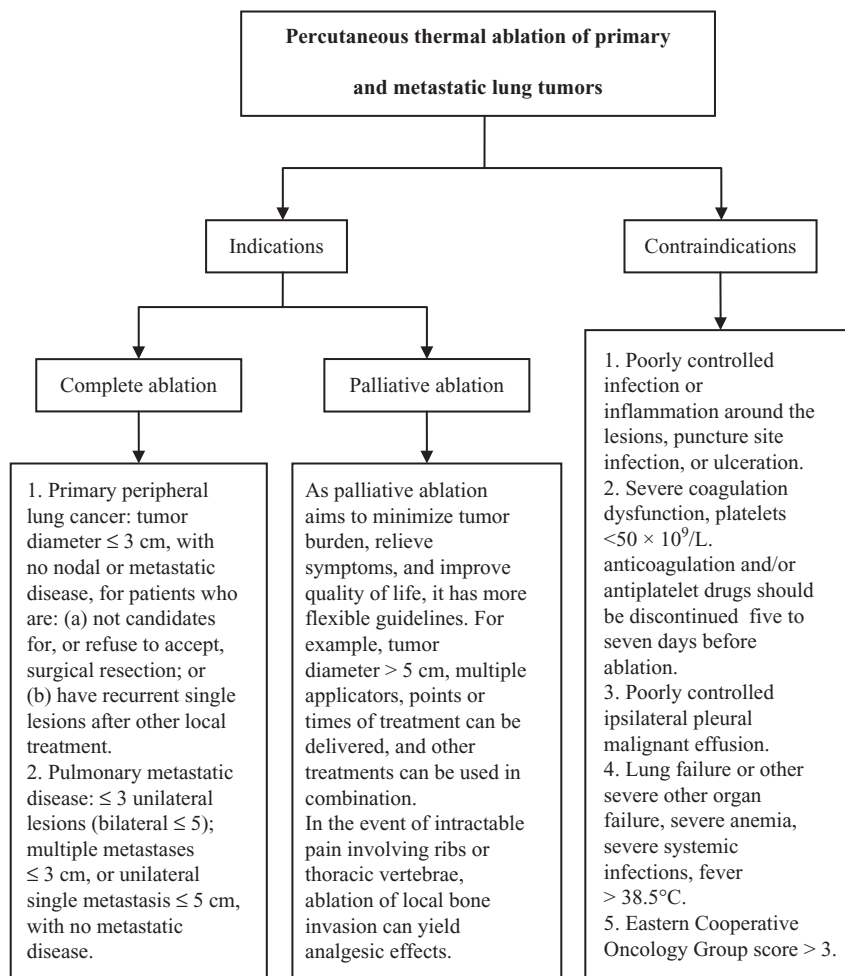 Percutaneous thermal ablation of primary
and metastatic lung tumors
Indications
Contraindications
Complete ablation
Palliative ablation
1. Primary peripheral
lung cancer: tumor
diameter ≤ 3 cm, with
no nodal or metastatic
disease, for patients who
are: (a) not candidates
for, or refuse to accept,
surgical resection; or
(b) have recurrent single
lesions after other local
treatment.
2. Pulmonary metastatic
disease: ≤ 3 unilateral
lesions (bilateral ≤ 5);
multiple metastases
≤ 3 cm, or unilateral
single metastasis ≤ 5 cm,
with no metastatic
disease.
As palliative ablation
aims to minimize tumor
burden, relieve
symptoms, and improve
quality of life, it has more
flexible guidelines. For
example, tumor
diameter > 5 cm, multiple
applicators, points or
times of treatment can be
delivered, and other
treatments can be used in
combination.
In the event of intractable
pain involving ribs or
thoracic vertebrae,
ablation of local bone
invasion can yield
analgesic effects.
1. Poorly controlled
infection or
inflammation around the
lesions, puncture site
infection, or ulceration.
2. Severe coagulation
dysfunction, platelets
<50 × 10⁹/L.
anticoagulation and/or
antiplatelet drugs should
be discontinued five to
seven days before
ablation.
3. Poorly controlled
ipsilateral pleural
malignant effusion.
4. Lung failure or other
severe other organ
failure, severe anemia,
severe systemic
infections, fever
> 38.5°C.
5. Eastern Cooperative
Oncology Group score > 3.